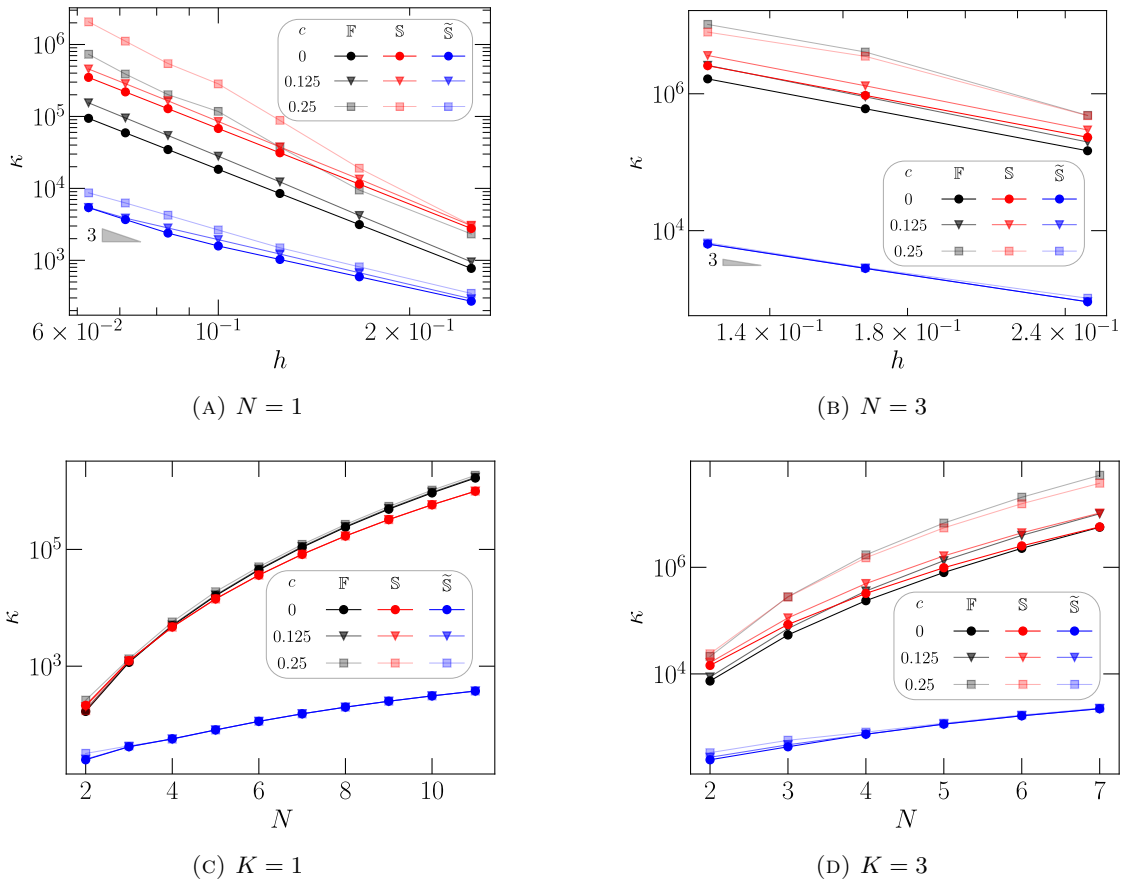 κ
10^6
10^5
10^4
10^3
c 𝔽 𝕊 𝕊̃
0
0.125
0.25
3
6 × 10^−2 10^−1 2 × 10^−1
h
(A) N = 1
κ
10^6
10^4
c 𝔽 𝕊 𝕊̃
0
0.125
0.25
3
1.4 × 10^−1 1.8 × 10^−1 2.4 × 10^−1
h
(B) N = 3
κ
10^5
10^3
c 𝔽 𝕊 𝕊̃
0
0.125
0.25
2 4 6 8 10
N
(C) K = 1
κ
10^6
10^4
c 𝔽 𝕊 𝕊̃
0
0.125
0.25
2 3 4 5 6 7
N
(D) K = 3